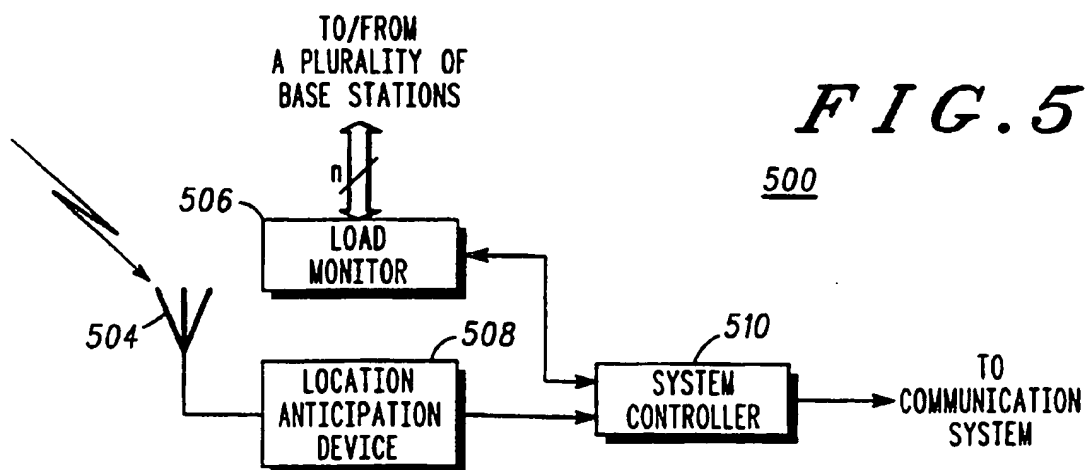 TO/FROM
A PLURALITY OF
BASE STATIONS
FIG.5
500
n
506
LOAD
MONITOR
504
508
LOCATION
ANTICIPATION
DEVICE
510
SYSTEM
CONTROLLER
TO
COMMUNICATION
SYSTEM